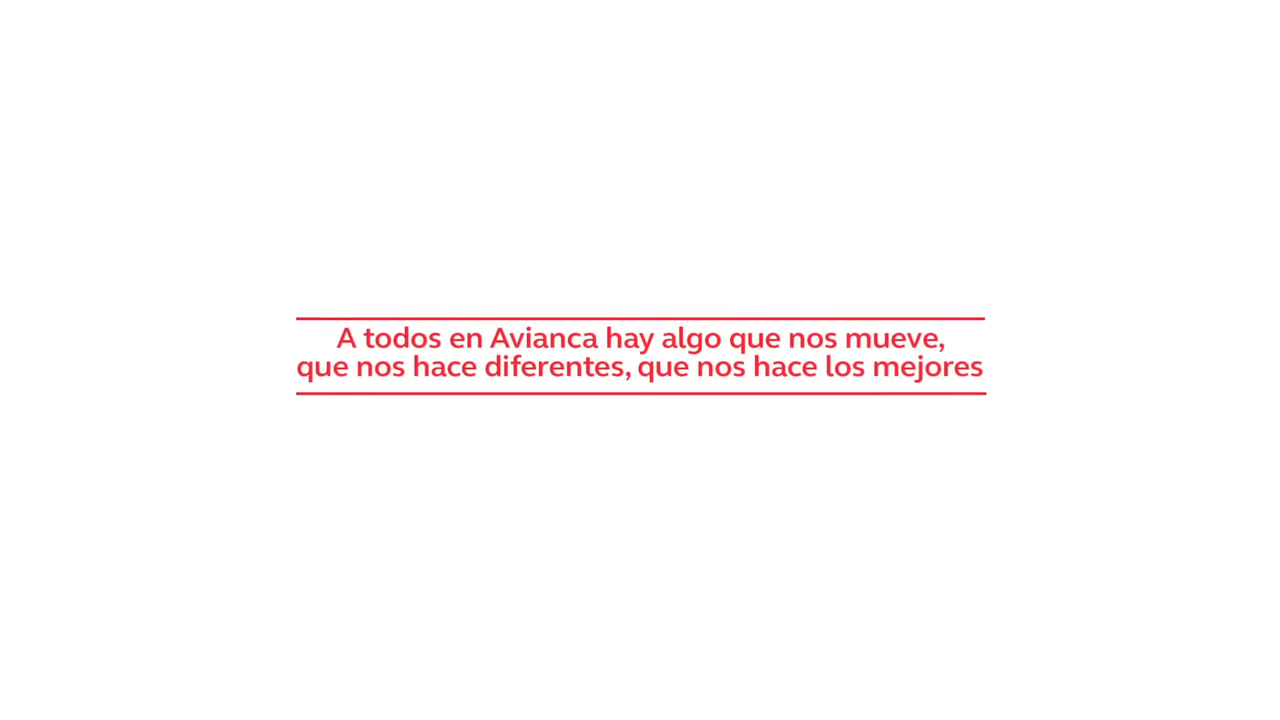 A todos en Avianca hay algo que nos mueve,
que nos hace diferentes, que nos hace los mejores